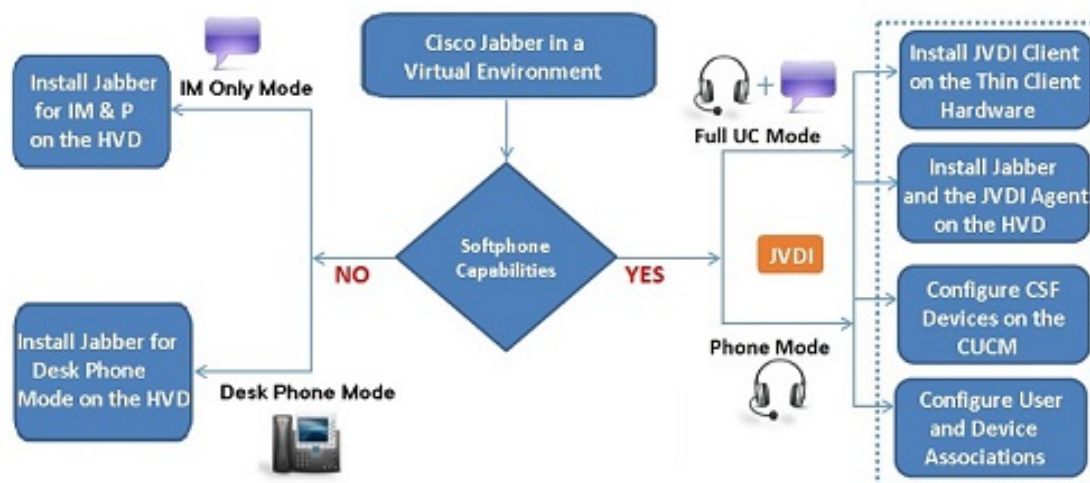 Cisco Jabber in a
Virtual Environment
Install Jabber
for IM & P
on the HVD
IM Only Mode
Softphone
Capabilities
NO
YES
Install Jabber for
Desk Phone
Mode on the HVD
Desk Phone Mode
+
Full UC Mode
JVDI
Phone Mode
Install JVDI Client
on the Thin Client
Hardware
Install Jabber
and the JVDI Agent
on the HVD
Configure CSF
Devices on the
CUCM
Configure User
and Device
Associations